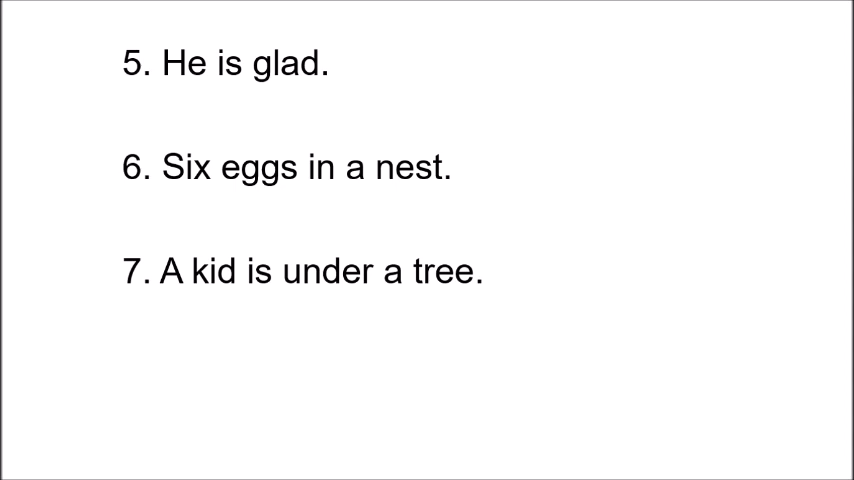 5. He is glad.
6. Six eggs in a nest.
7. A kid is under a tree.